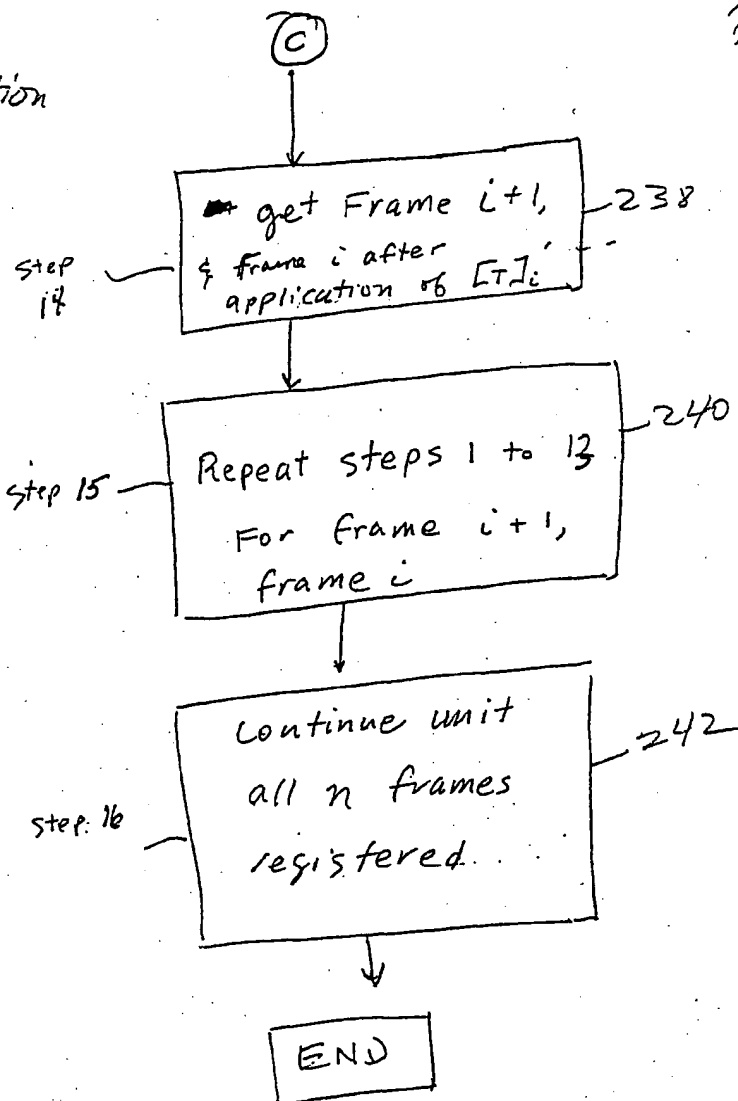 C
get Frame i+1,
& frame i after
application of [T]i'
238
step
14
Repeat steps 1 to 13
For frame i+1,
frame i
240
step 15
Continue unit
all n frames
registered.
242
step. 16
END